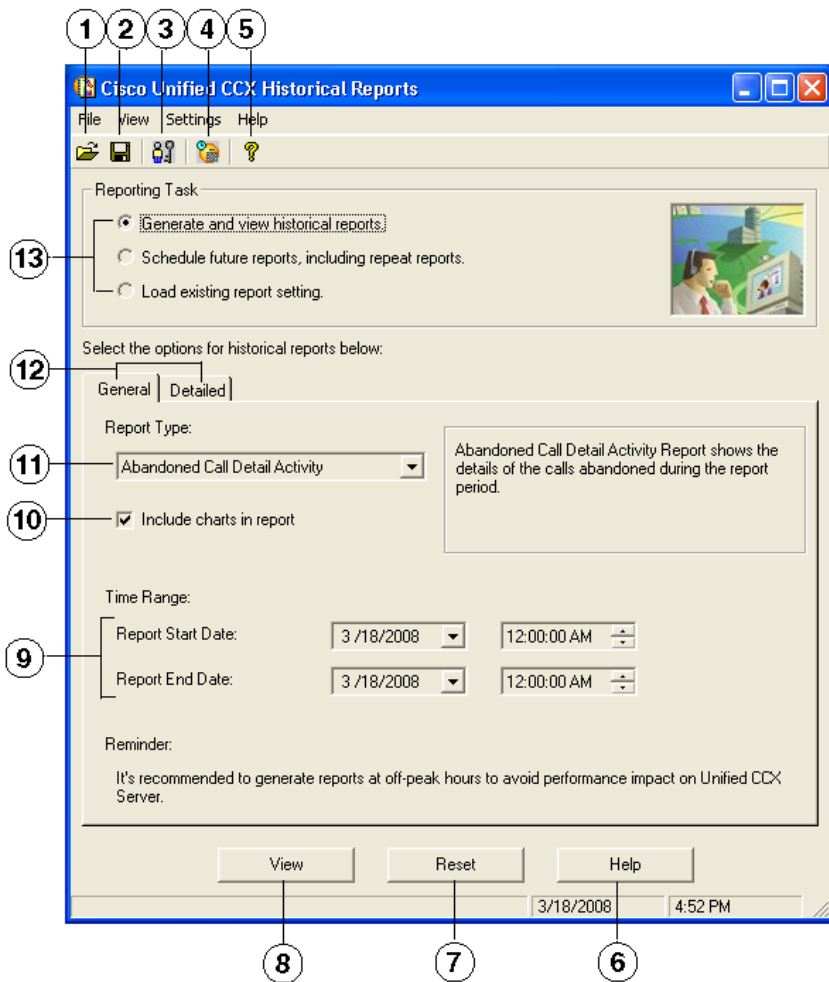 1 2 3 4 5
Cisco Unified CCX Historical Reports
File View Settings Help
Reporting Task
Generate and view historical reports.
13
Schedule future reports, including repeat reports.
Load existing report setting.
Select the options for historical reports below:
12
General Detailed
Report Type:
11
Abandoned Call Detail Activity
Abandoned Call Detail Activity Report shows the
details of the calls abandoned during the report
period.
10
Include charts in report
Time Range:
9
Report Start Date: 3 /18/2008 12:00:00 AM
Report End Date: 3 /18/2008 12:00:00 AM
Reminder:
It's recommended to generate reports at off-peak hours to avoid performance impact on Unified CCX
Server.
View Reset Help
3/18/2008 4:52 PM
8 7 6